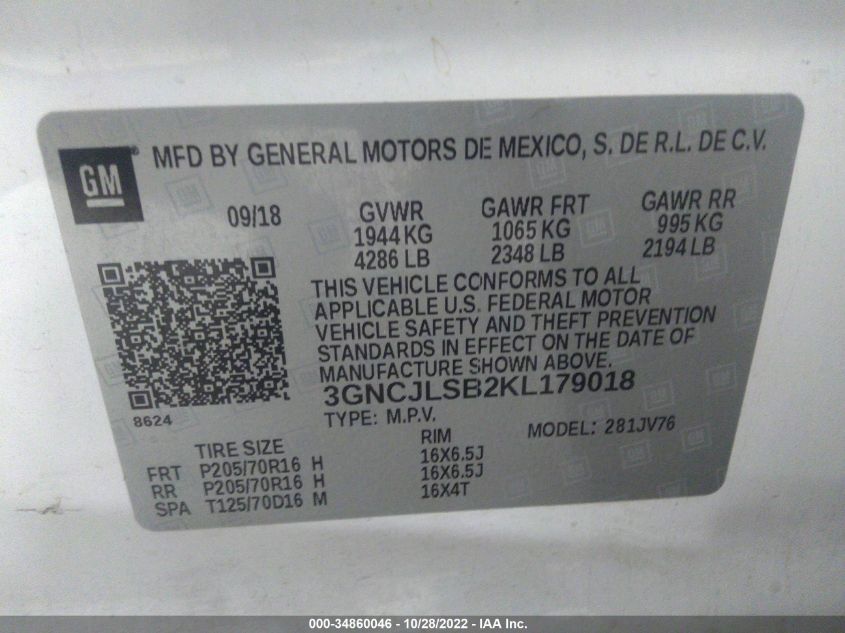 GM
MFD BY GENERAL MOTORS DE MEXICO, S. DE R.L. DE C.V.
09/18 GVWR GAWR FRT GAWR RR
1944 KG 1065 KG 995 KG
4286 LB 2348 LB 2194 LB
THIS VEHICLE CONFORMS TO ALL
APPLICABLE U.S. FEDERAL MOTOR
VEHICLE SAFETY AND THEFT PREVENTION
STANDARDS IN EFFECT ON THE DATE OF
MANUFACTURE SHOWN ABOVE.
3GNCJLSB2KL179018
8624
TYPE: M.P.V. MODEL: 281JV76
TIRE SIZE RIM
FRT P205/70R16 H 16X6.5J
RR P205/70R16 H 16X6.5J
SPA T125/70D16 M 16X4T
000-34860046 - 10/28/2022 - IAA Inc.